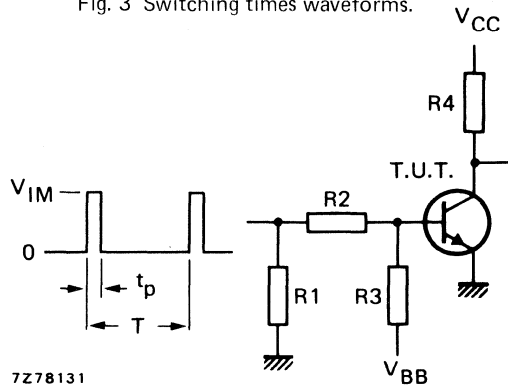 Fig. 3 Switching times waveforms.
VCC
R4
T.U.T.
VIM
R2
0
tp
R1
R3
T
VBB
7Z78131